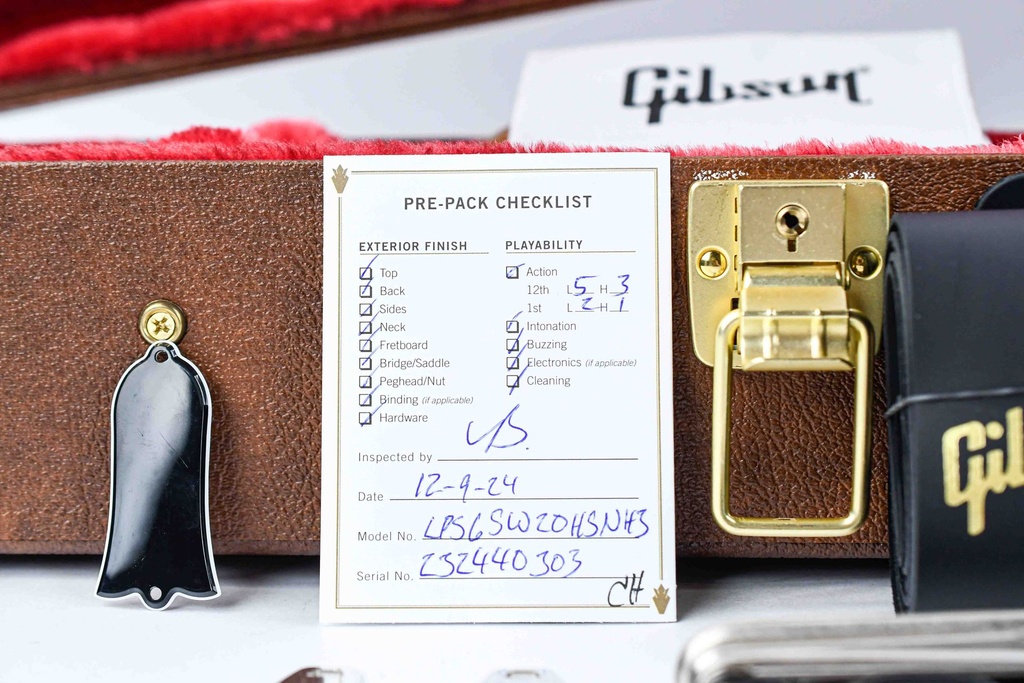 Gibson
PRE-PACK CHECKLIST
EXTERIOR FINISH
Top
Back
Sides
Neck
Fretboard
Bridge/Saddle
Peghead/Nut
Binding (if applicable)
Hardware
PLAYABILITY
Action
12th L 5 H 3
1st L 2 H 1
Intonation
Buzzing
Electronics (if applicable)
Cleaning
Inspected by
Date 12-9-24
Model No. LPS6SW20HSNH3
Serial No. 232440303
CH
Gil